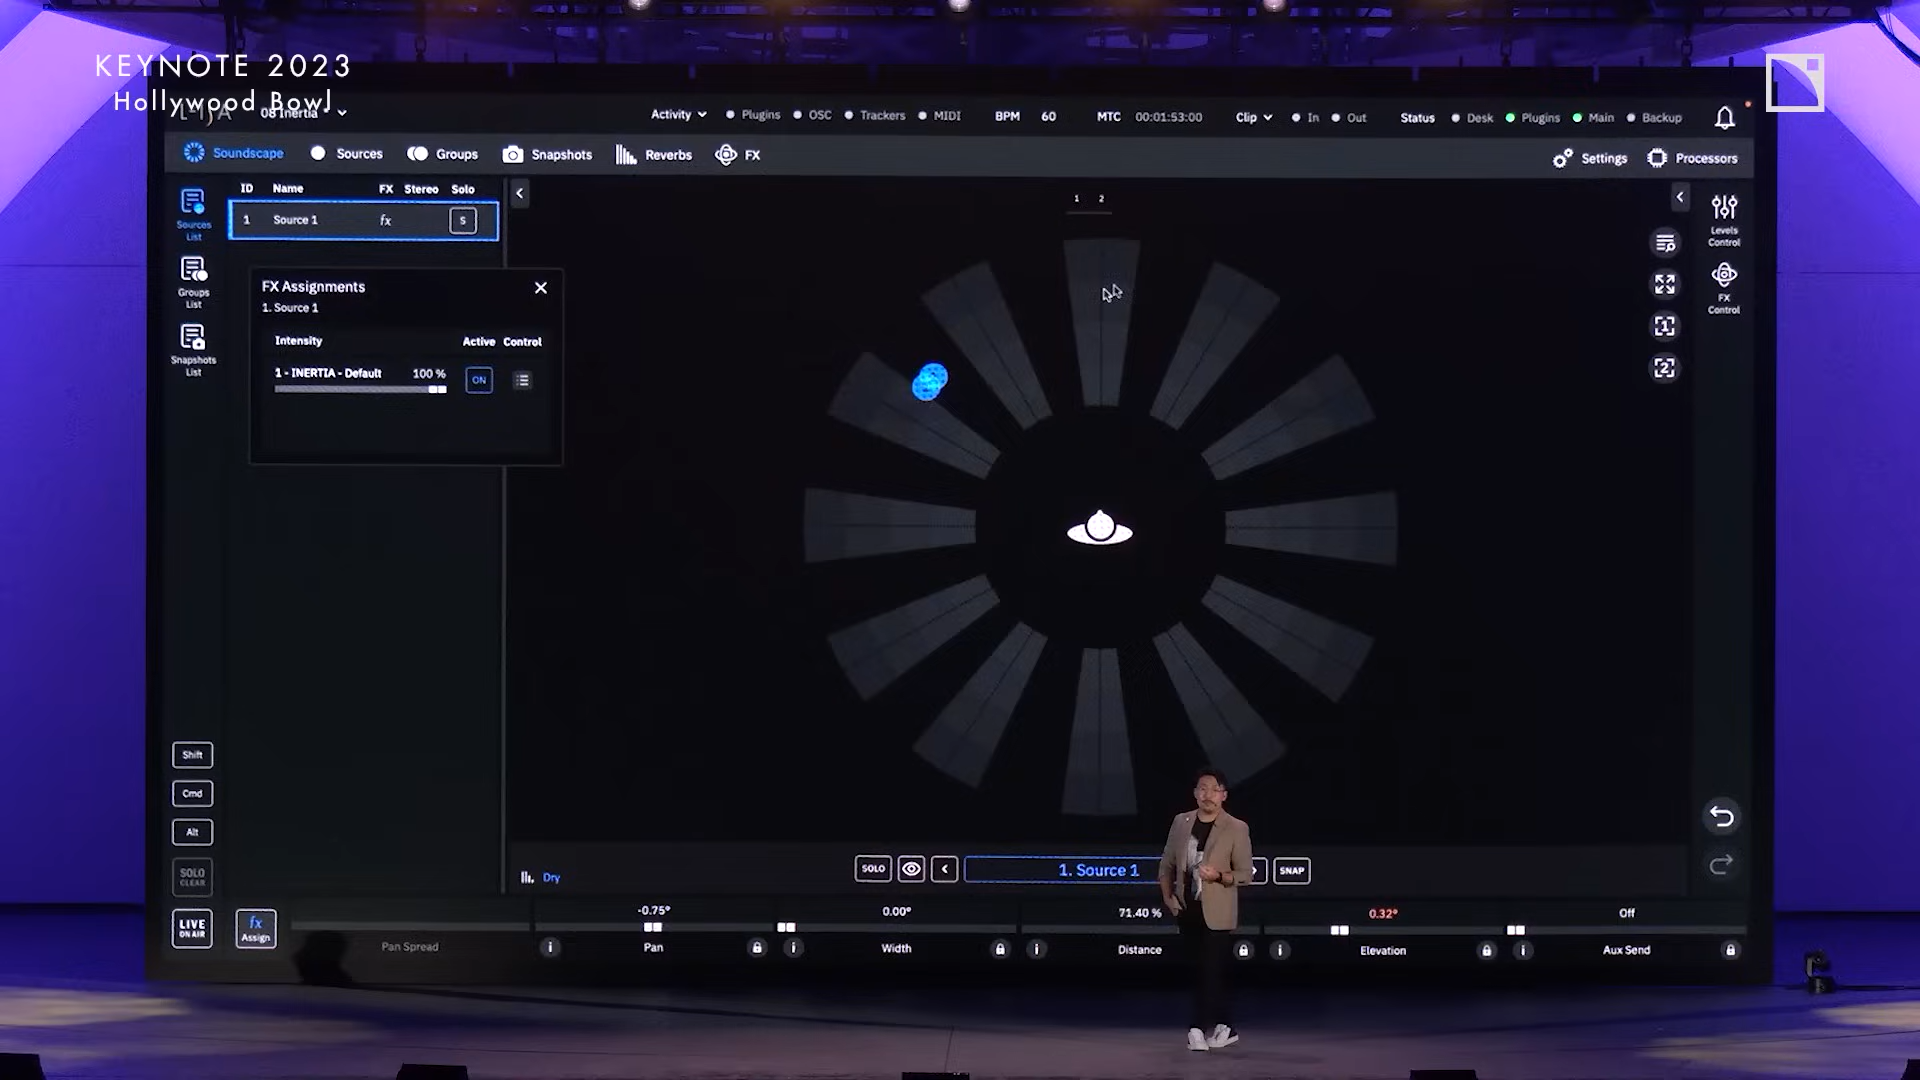 KEYNOTE 2023
Hollywood Bowl
L-ISA 08 Inertia
Activity Plugins OSC Trackers MIDI BPM 60 MTC 00:01:53:00 Clip In Out Status Desk Plugins Main Backup
Soundscape Sources Groups Snapshots Reverbs FX Settings Processors
ID Name FX Stereo Solo
1 Source 1 fx S
1 2
Sources
List
Groups
List
Snapshots
List
Levels
Control
FX
Control
1
2
FX Assignments
1. Source 1
Intensity Active Control
1 - INERTIA - Default 100 % ON
Shift
Cmd
Alt
SOLO
CLEAR
LIVE
ON AIR
fx
Assign
Dry
SOLO 1. Source 1 SNAP
-0.75° 0.00° 71.40 % 0.32° Off
Pan Spread Pan Width Distance Elevation Aux Send